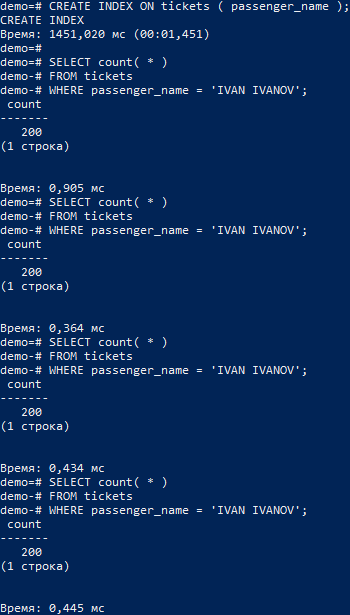 demo=# CREATE INDEX ON tickets ( passenger_name );
CREATE INDEX
Время: 1451,020 мс (00:01,451)
demo=#
demo=# SELECT count( * )
demo-# FROM tickets
demo-# WHERE passenger_name = 'IVAN IVANOV';
 count
-------
   200
(1 строка)


Время: 0,905 мс
demo=# SELECT count( * )
demo-# FROM tickets
demo-# WHERE passenger_name = 'IVAN IVANOV';
 count
-------
   200
(1 строка)


Время: 0,364 мс
demo=# SELECT count( * )
demo-# FROM tickets
demo-# WHERE passenger_name = 'IVAN IVANOV';
 count
-------
   200
(1 строка)


Время: 0,434 мс
demo=# SELECT count( * )
demo-# FROM tickets
demo-# WHERE passenger_name = 'IVAN IVANOV';
 count
-------
   200
(1 строка)


Время: 0,445 мс